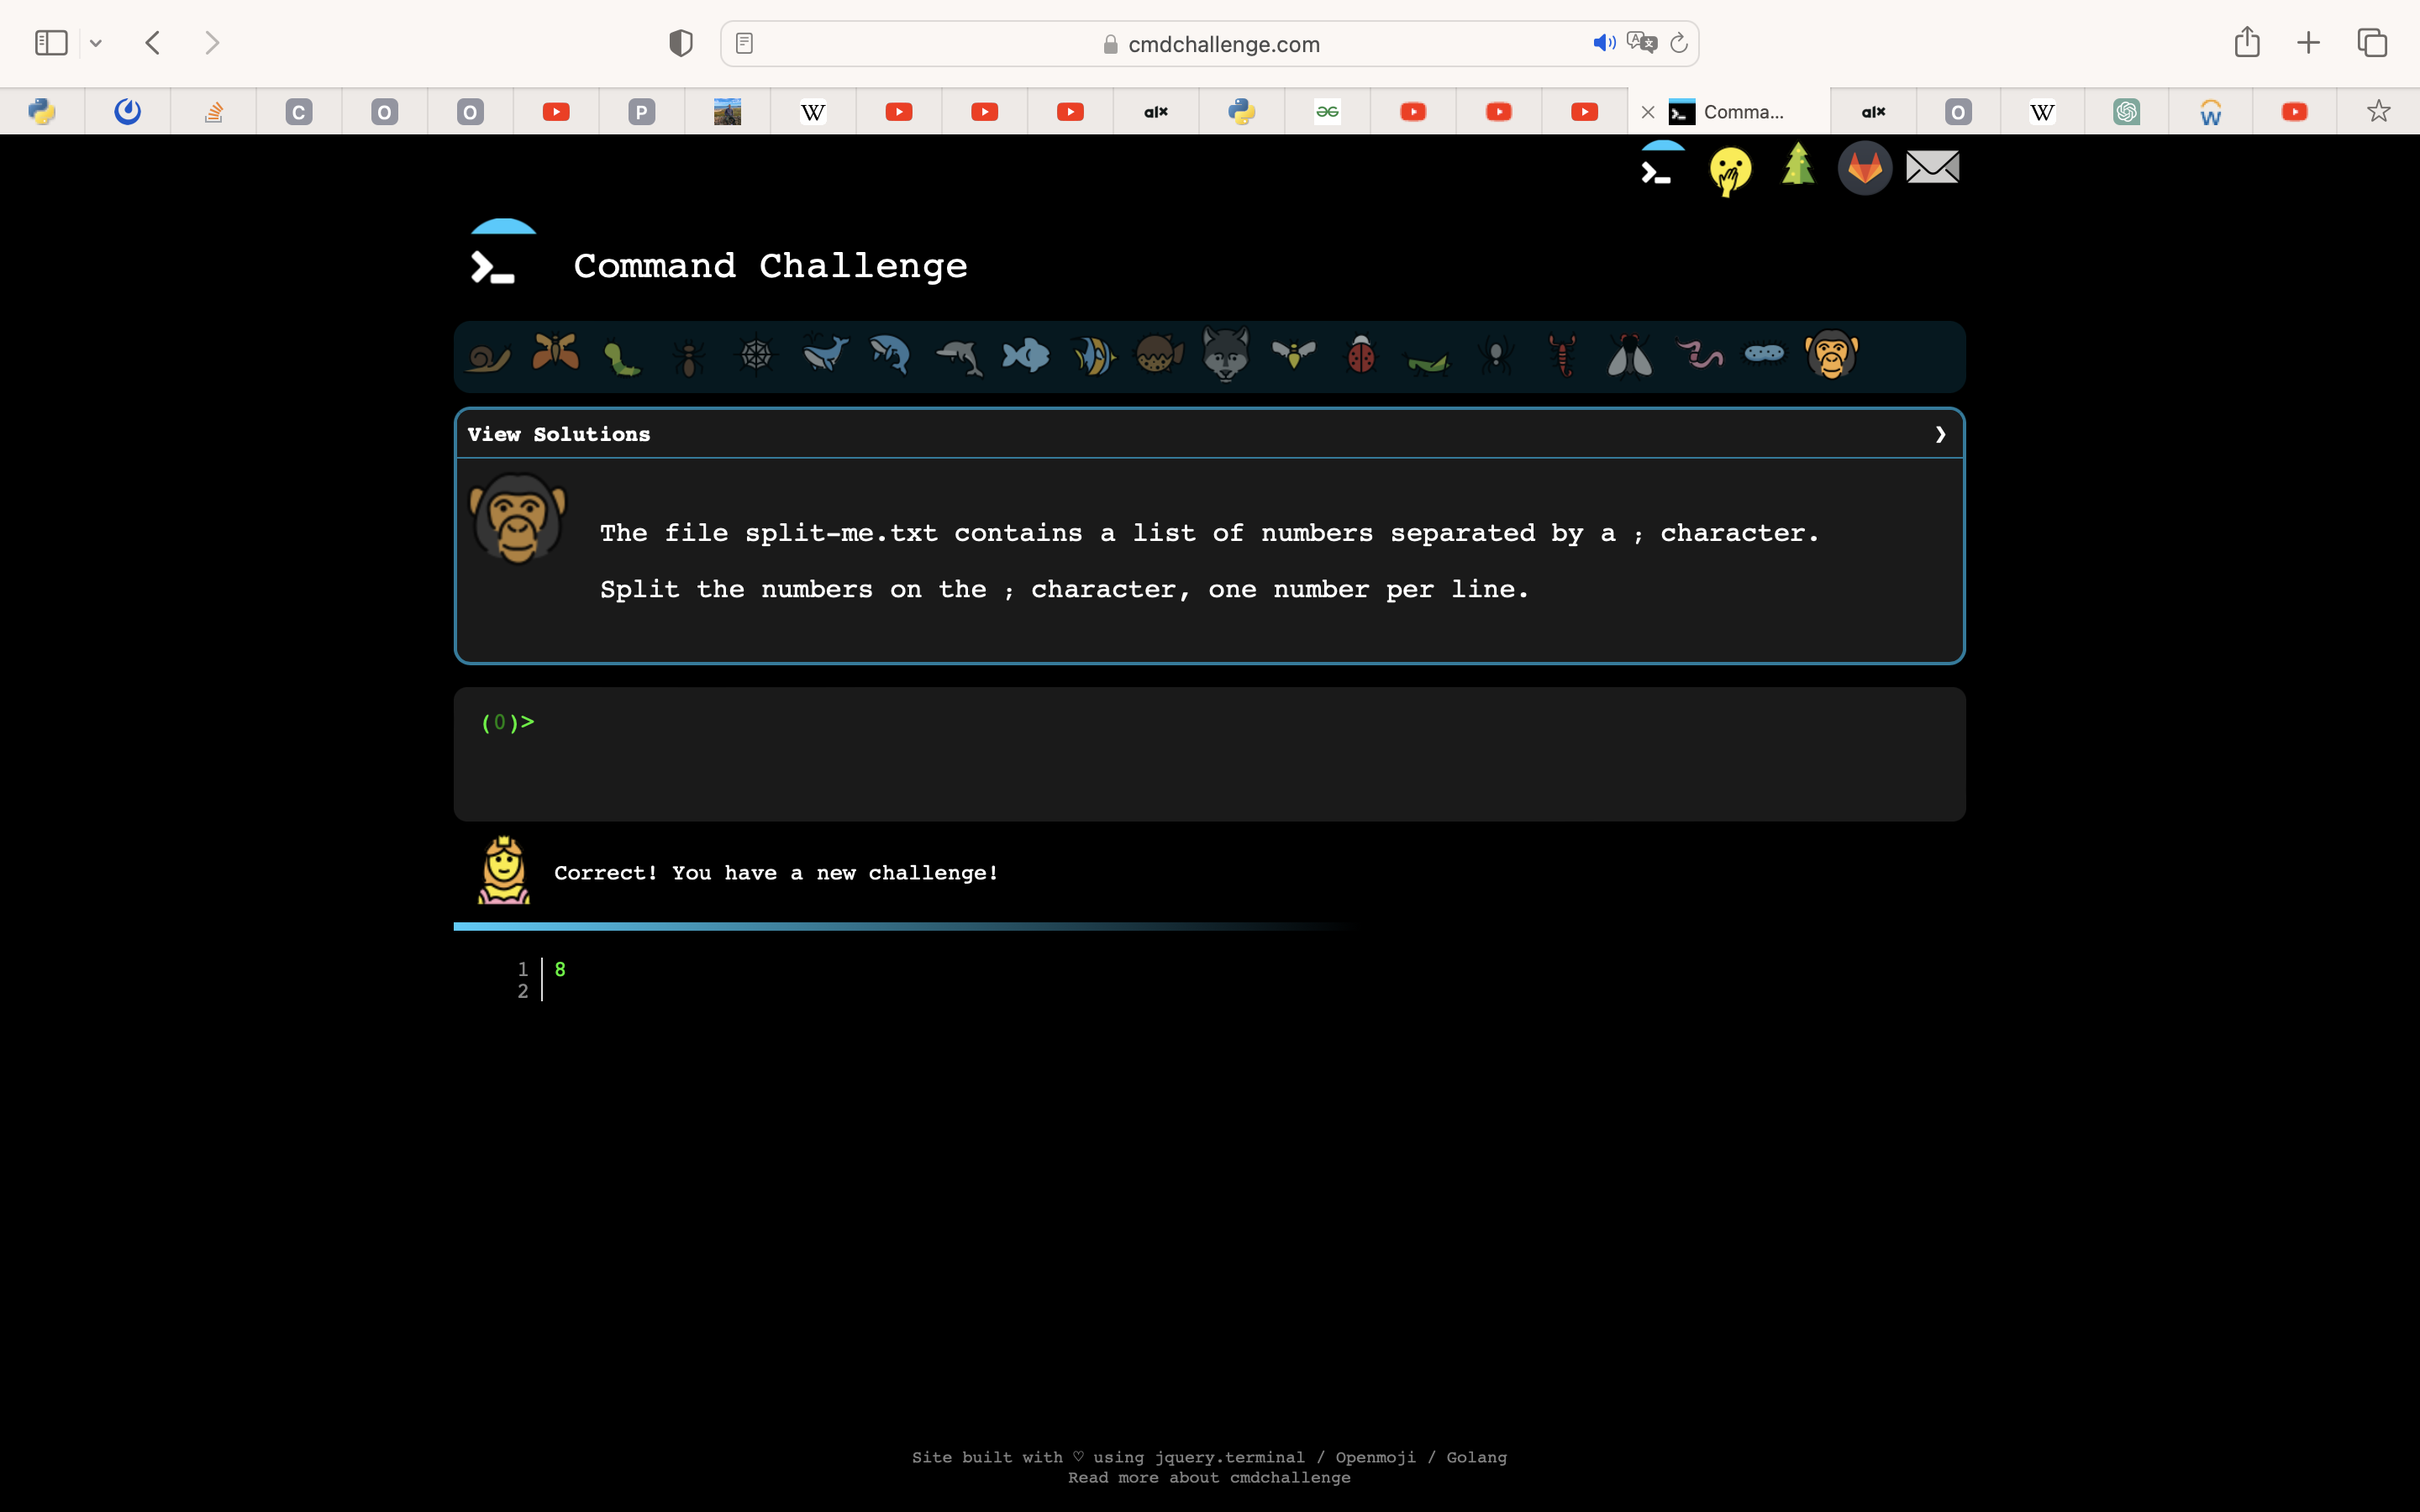 cmdchallenge.com
C
O
O
P
W
alx
Comma...
alx
O
W
W
Command Challenge
View Solutions
The file split-me.txt contains a list of numbers separated by a ; character.
Split the numbers on the ; character, one number per line.
(0)>
Correct! You have a new challenge!
1 8
2
Site built with ♡ using jquery.terminal / Openmoji / Golang
Read more about cmdchallenge